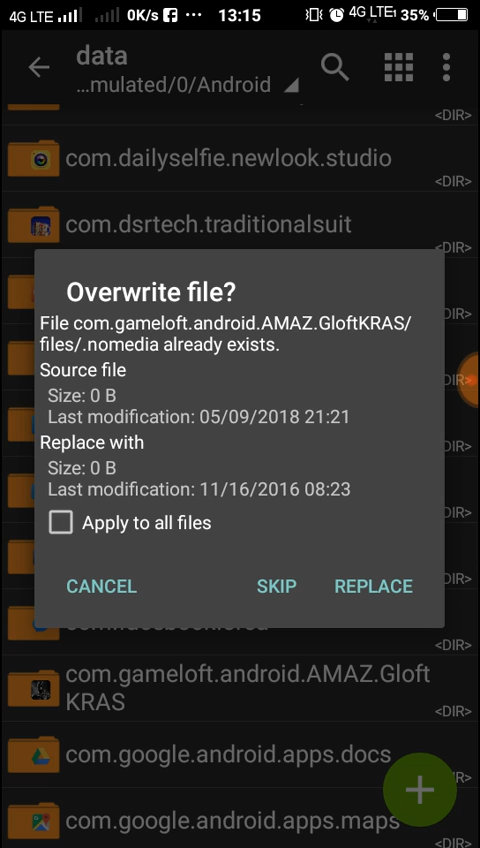 4G LTE 0K/s 13:15 4G LTE 35%
data
...mulated/0/Android
<DIR>
com.dailyselfie.newlook.studio
<DIR>
com.dsrtech.traditionalsuit
<DIR>
Overwrite file?
File com.gameloft.android.AMAZ.GloftKRAS/
files/.nomedia already exists.
Source file
Size: 0 B
Last modification: 05/09/2018 21:21
Replace with
Size: 0 B
Last modification: 11/16/2016 08:23
Apply to all files
CANCEL SKIP REPLACE
<DIR>
com.gameloft.android.AMAZ.Gloft
KRAS
<DIR>
com.google.android.apps.docs
com.google.android.apps.maps
<DIR>